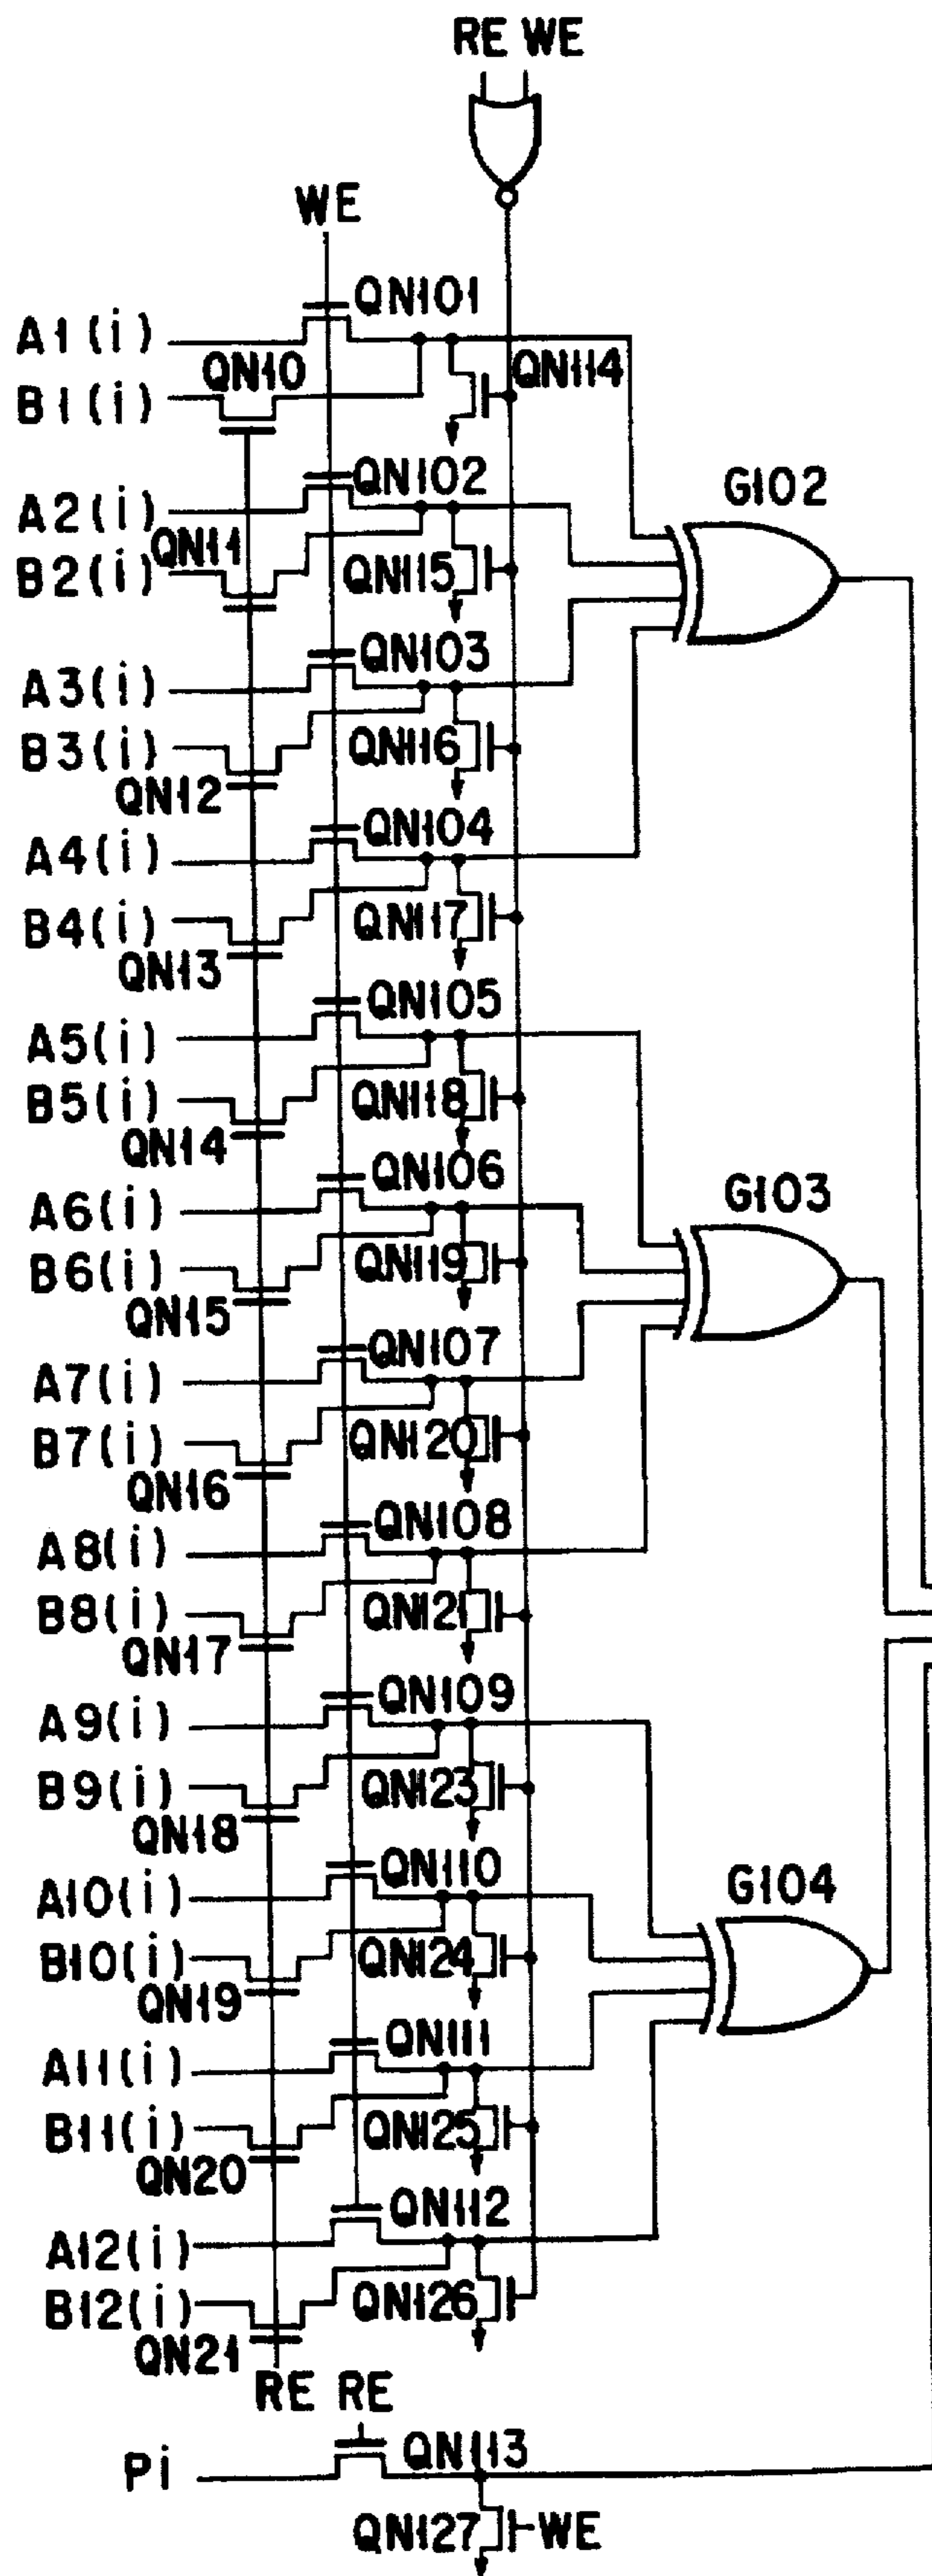 RE WE
WE
QN101
A1(i)
QN10
QN114
B1(i)
QN102
G102
A2(i)
QN11
B2(i)
QN115
QN103
A3(i)
B3(i)
QN116
QN12
QN104
A4(i)
B4(i)
QN117
QN13
QN105
A5(i)
B5(i)
QN118
QN14
QN106
G103
A6(i)
B6(i)
QN119
QN15
QN107
A7(i)
B7(i)
QN120
QN16
QN108
A8(i)
B8(i)
QN121
QN17
QN109
A9(i)
B9(i)
QN123
QN18
QN110
G104
A10(i)
B10(i)
QN124
QN19
QN111
A11(i)
B11(i)
QN125
QN20
QN112
A12(i)
B12(i)
QN126
QN21
RE RE
QN113
Pi
QN127
WE